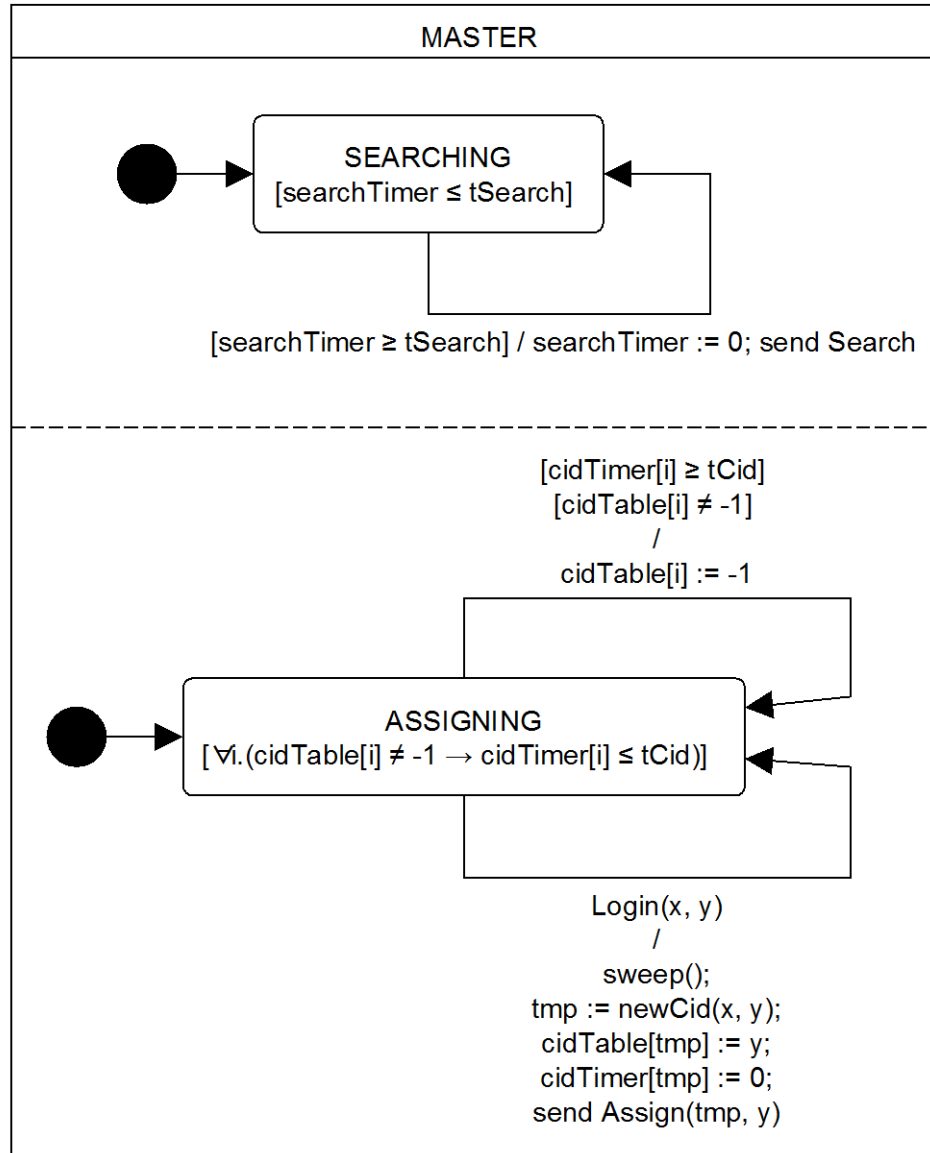 MASTER
SEARCHING
[searchTimer ≤ tSearch]
[searchTimer ≥ tSearch] / searchTimer := 0; send Search
[cidTimer[i] ≥ tCid]
[cidTable[i] ≠ -1]
/
cidTable[i] := -1
ASSIGNING
[ ∀i.(cidTable[i] ≠ -1 → cidTimer[i] ≤ tCid)]
Login(x, y)
/
sweep();
tmp := newCid(x, y);
cidTable[tmp] := y;
cidTimer[tmp] := 0;
send Assign(tmp, y)